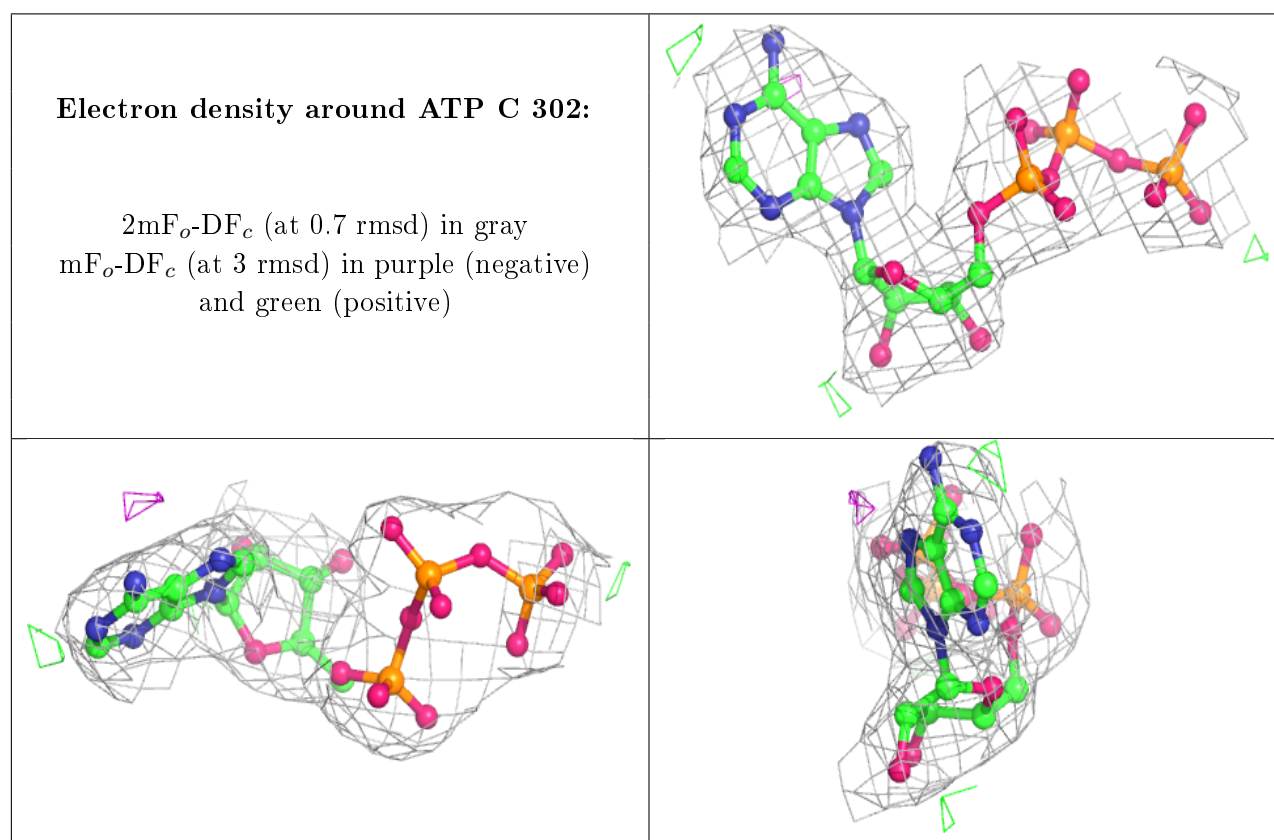 Electron density around ATP C 302:
2mFo-DFc (at 0.7 rmsd) in gray
mFo-DFc (at 3 rmsd) in purple (negative)
and green (positive)